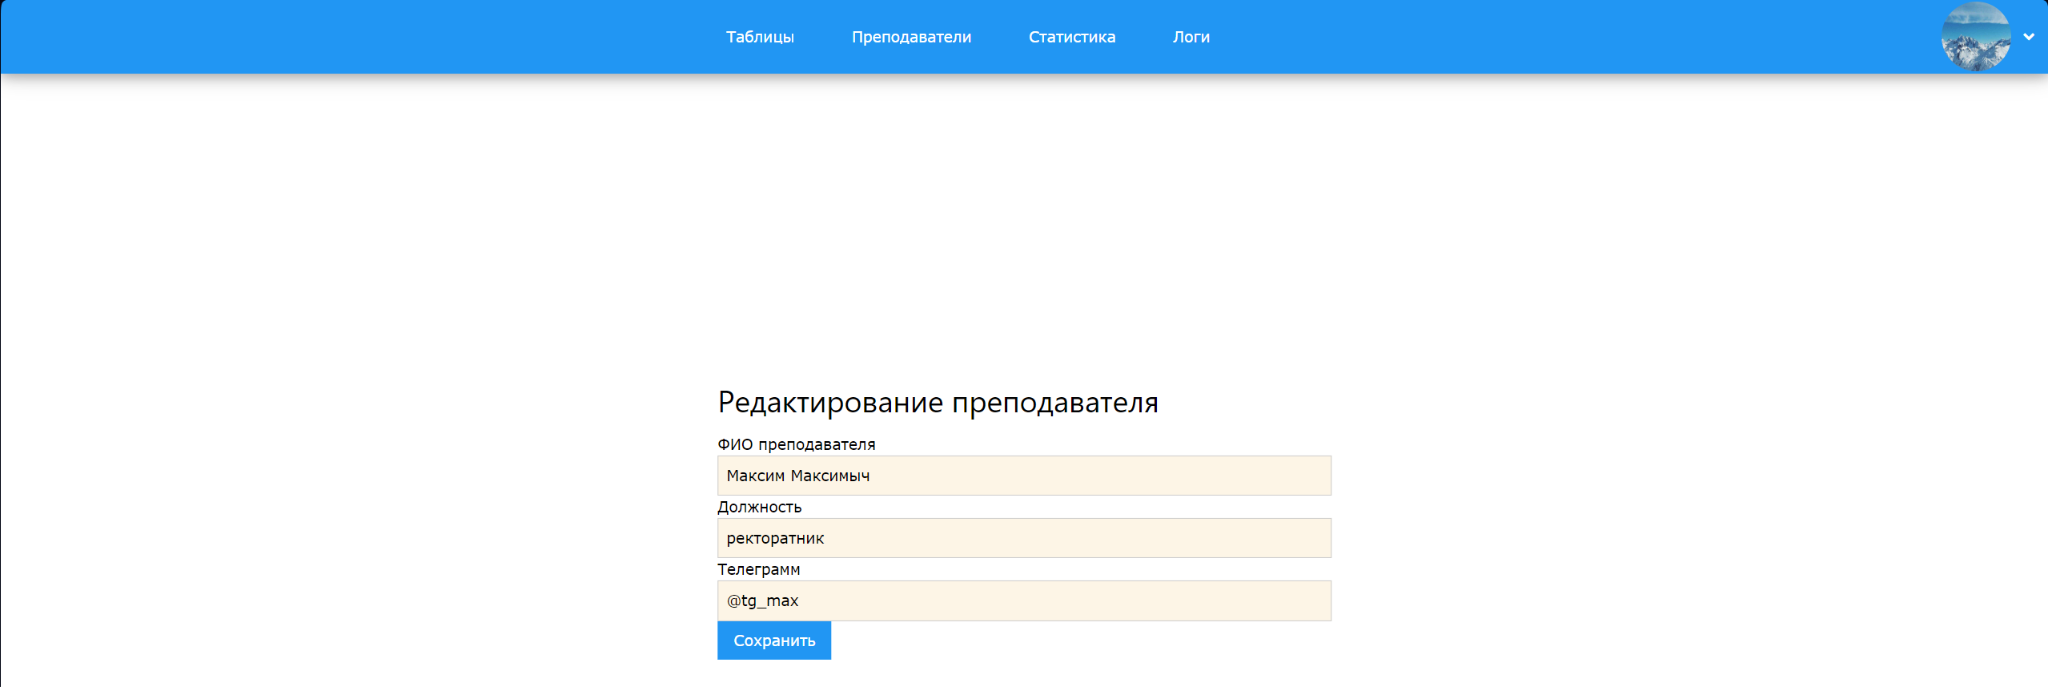 Таблицы Преподаватели Статистика Логи
Редактирование преподавателя
ФИО преподавателя
Максим Максимыч
Должность
ректоратник
Телеграмм
@tg_max
Сохранить